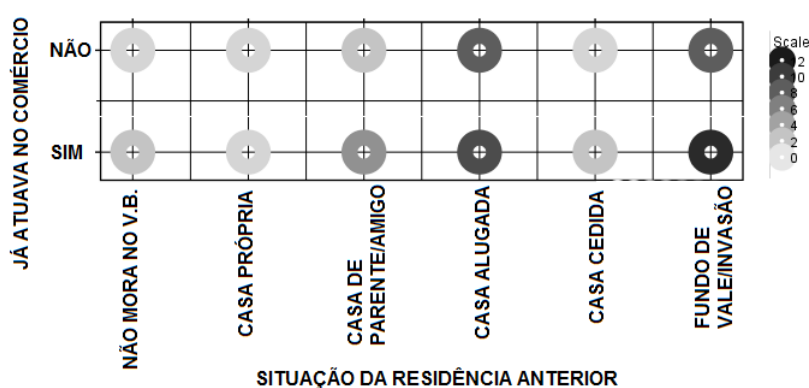 JÁ ATUAVA NO COMÉRCIO
NÃO
SIM
Scale
12
10
8
6
4
2
0
NÃO MORA NO V.B.
CASA PRÓPRIA
CASA DE
PARENTE/AMIGO
CASA ALUGADA
CASA CEDIDA
FUNDO DE
VALE/INVASÃO
SITUAÇÃO DA RESIDÊNCIA ANTERIOR